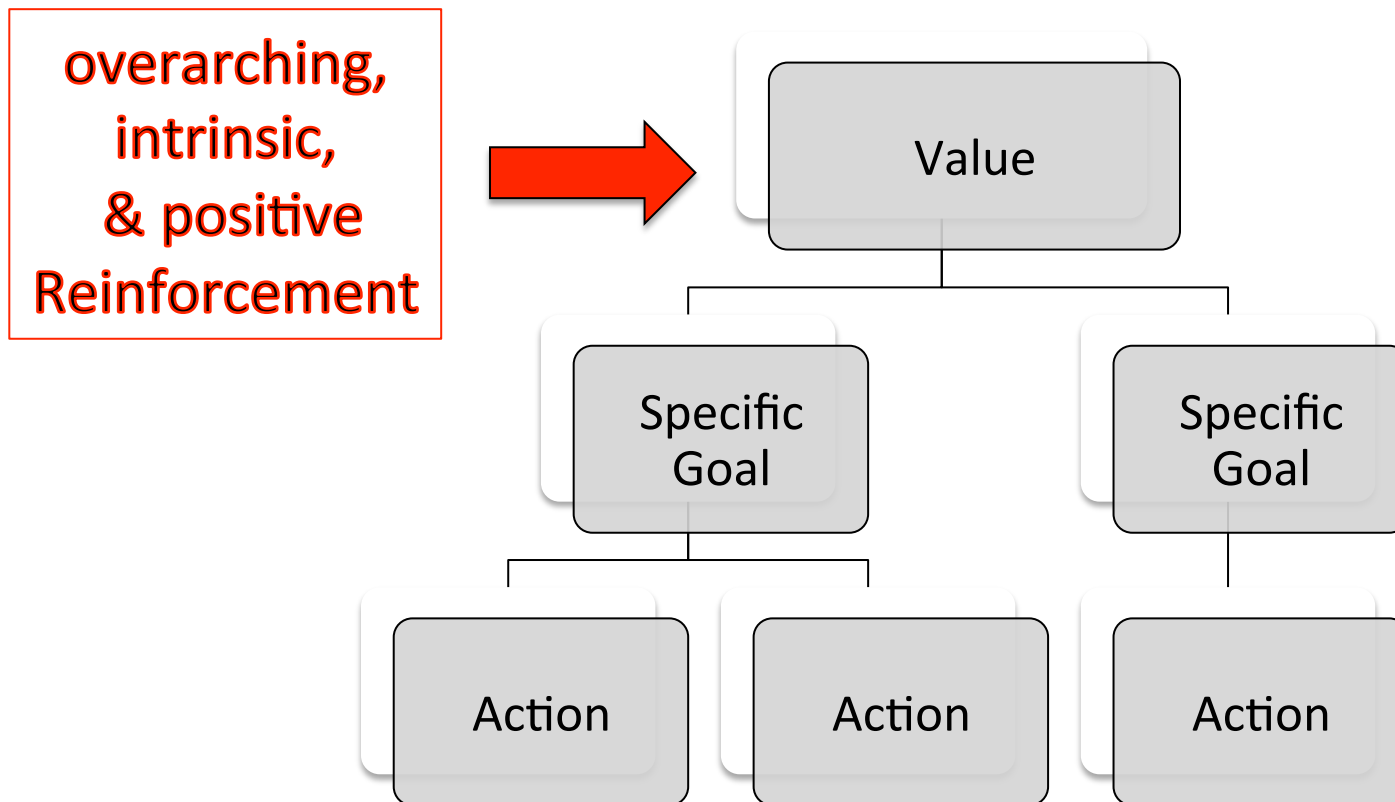 overarching,
intrinsic,
& positive
Reinforcement
Value
Specific
Goal
Specific
Goal
Action
Action
Action